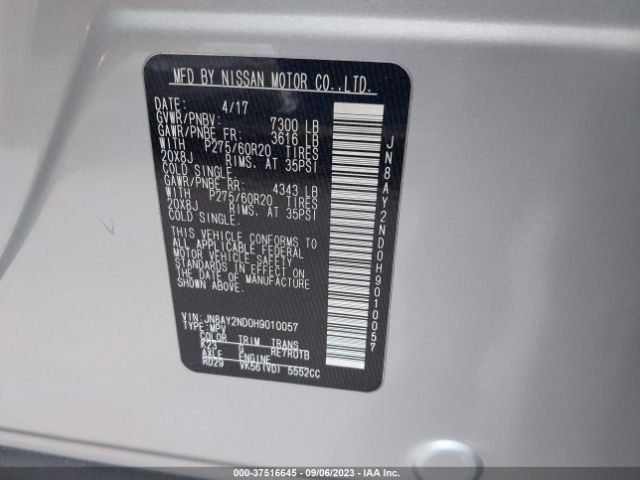 MFD BY NISSAN MOTOR CO.,LTD.
DATE: 4/17
GVWR/PNBV: 7300 LB
GAWR/PNBE FR: 3616 LB
WITH P275/60R20 TIRES
20X8J RIMS. AT 35PSI
COLD SINGLE.
GAWR/PNBE RR: 4343 LB
WITH P275/60R20 TIRES
20X8J RIMS. AT 35PSI
COLD SINGLE.
THIS VEHICLE CONFORMS TO
ALL APPLICABLE FEDERAL
MOTOR VEHICLE SAFETY
STANDARDS IN EFFECT ON
THE DATE OF MANUFACTURE
SHOWN ABOVE.
VIN: JN8AY2ND0H9010057
TYPE: MPV
COLOR TRIM TRANS
K23 G RE7R01B
AXLE ENGINE
RD29 VK56(VD) 5552CC
JN8AY2ND0H9010057
000-37516645 - 09/06/2023 - IAA Inc.